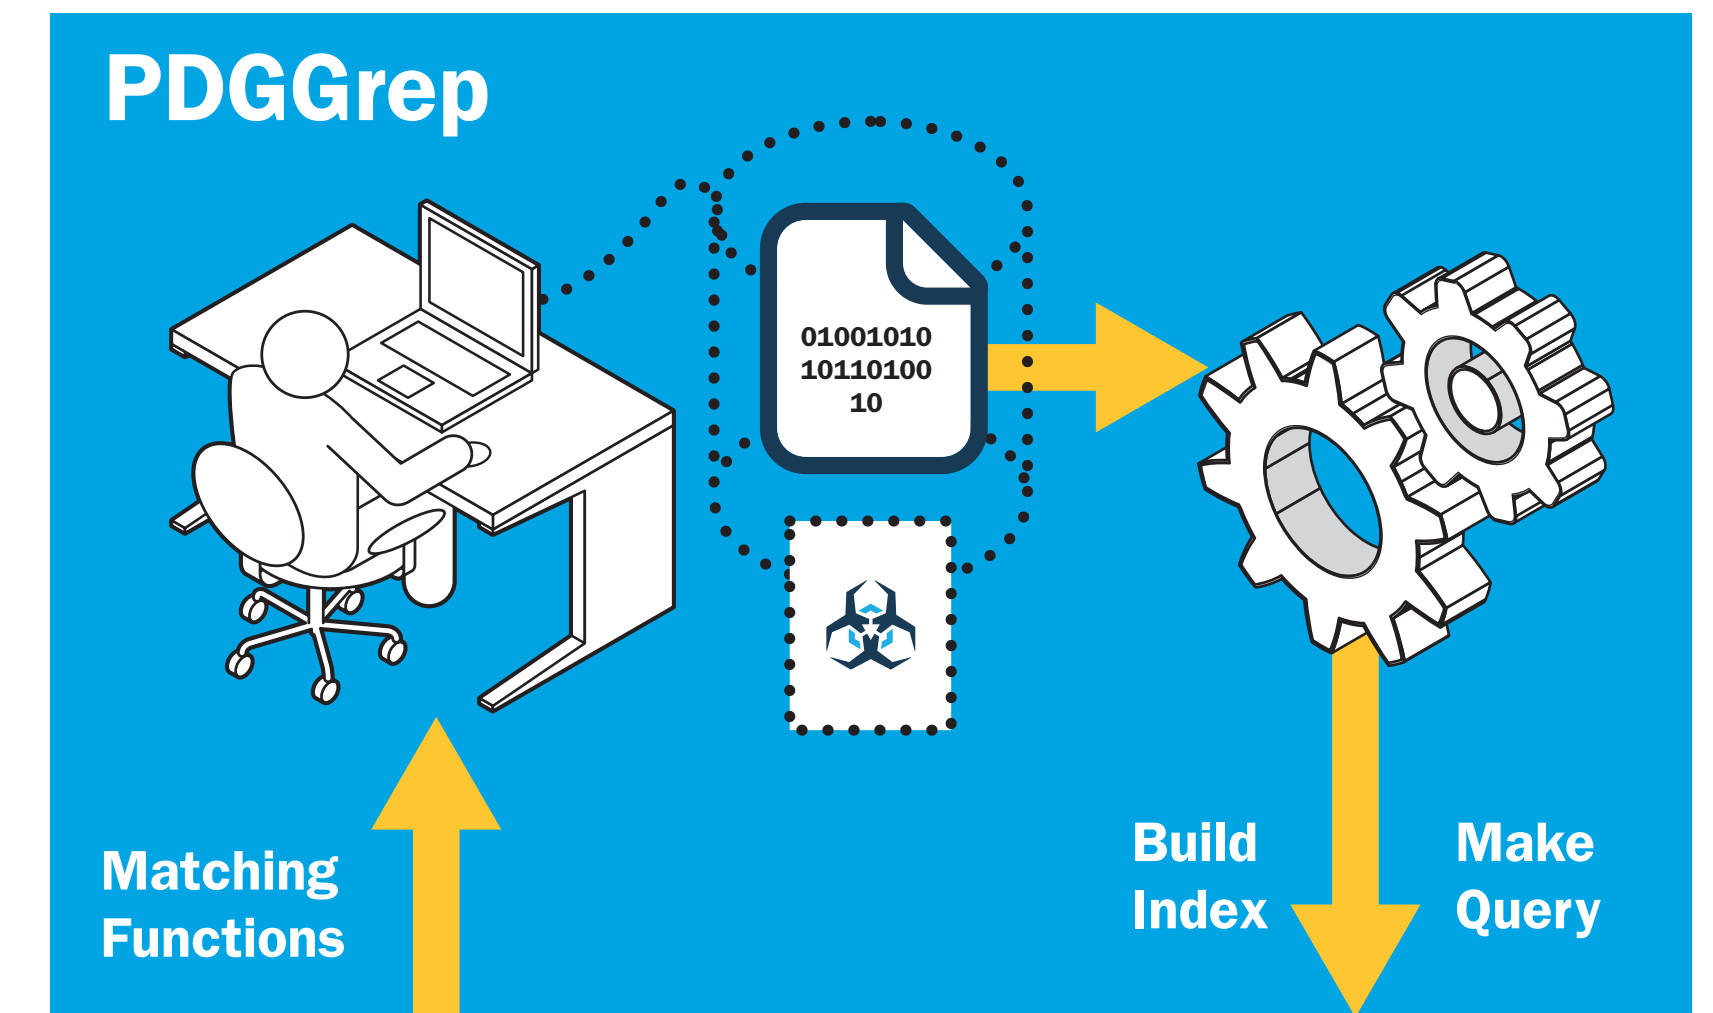 PDGGrep
01001010
10110100
10
Matching
Functions
Build
Index
Make
Query